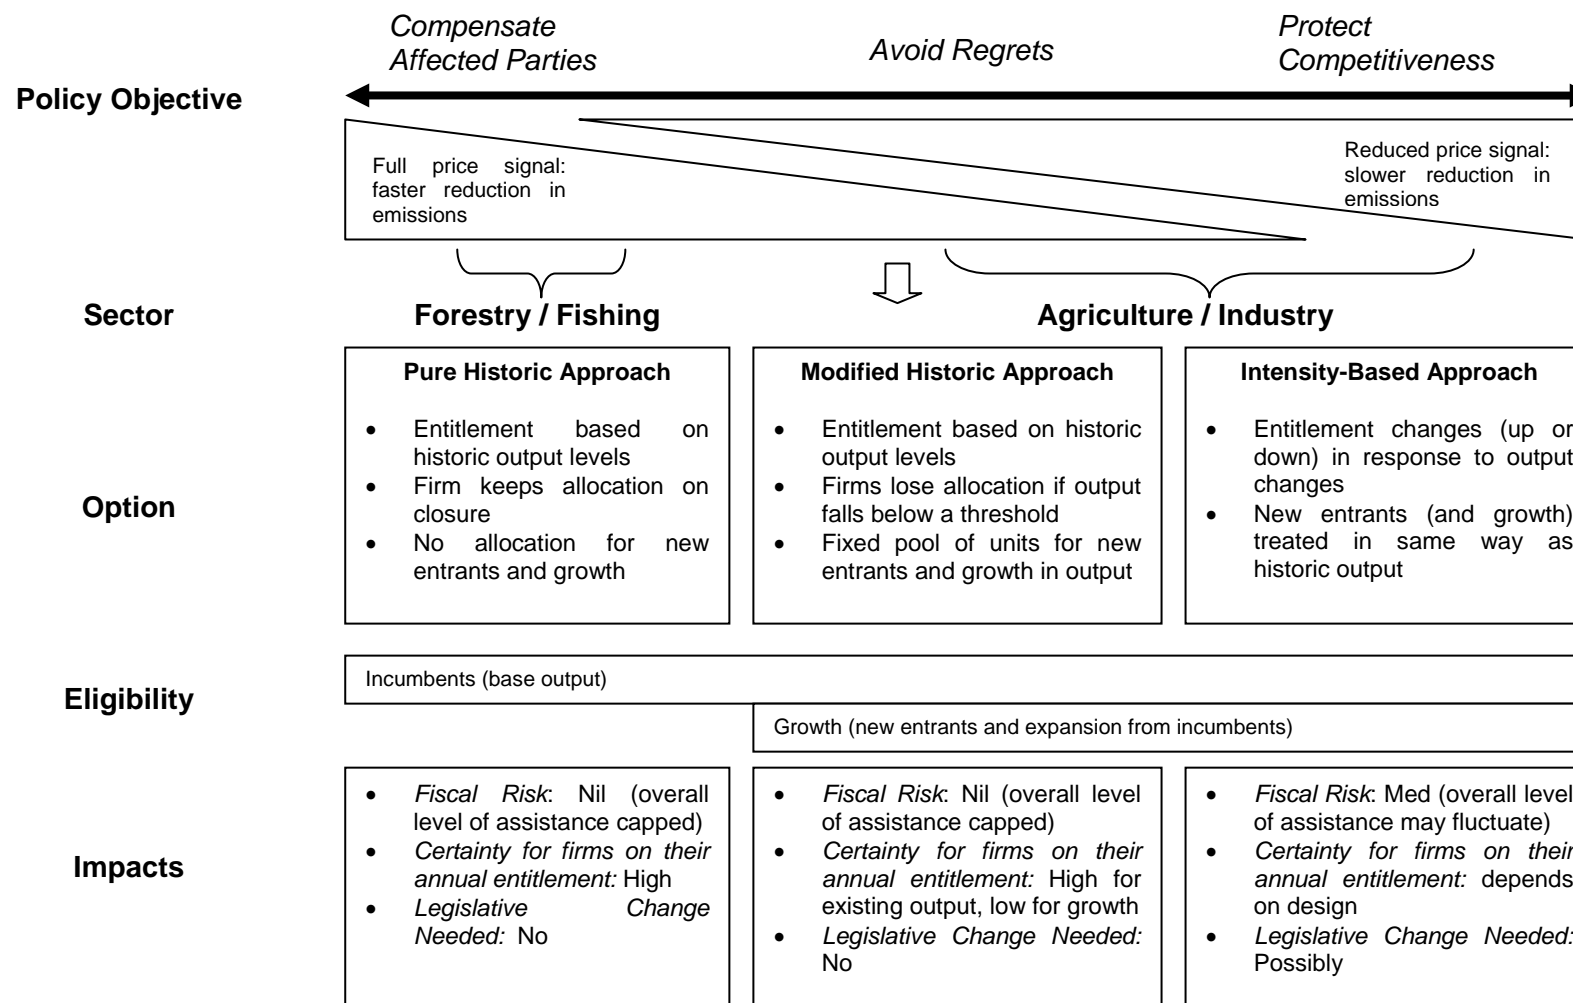 Compensate
Affected Parties
Avoid Regrets
Protect
Competitiveness
Policy Objective
Full price signal:
faster reduction in
emissions
Reduced price signal:
slower reduction in
emissions
Sector
Forestry / Fishing
Agriculture / Industry
Option
Pure Historic Approach
• Entitlement based on
historic output levels
• Firm keeps allocation on
closure
• No allocation for new
entrants and growth
Modified Historic Approach
• Entitlement based on historic
output levels
• Firms lose allocation if output
falls below a threshold
• Fixed pool of units for new
entrants and growth in output
Intensity-Based Approach
• Entitlement changes (up or
down) in response to output
changes
• New entrants (and growth)
treated in same way as
historic output
Eligibility
Incumbents (base output)
Growth (new entrants and expansion from incumbents)
Impacts
• Fiscal Risk: Nil (overall
level of assistance capped)
• Certainty for firms on their
annual entitlement: High
• Legislative Change
Needed: No
• Fiscal Risk: Nil (overall level
of assistance capped)
• Certainty for firms on their
annual entitlement: High for
existing output, low for growth
• Legislative Change Needed:
No
• Fiscal Risk: Med (overall level
of assistance may fluctuate)
• Certainty for firms on their
annual entitlement: depends
on design
• Legislative Change Needed:
Possibly